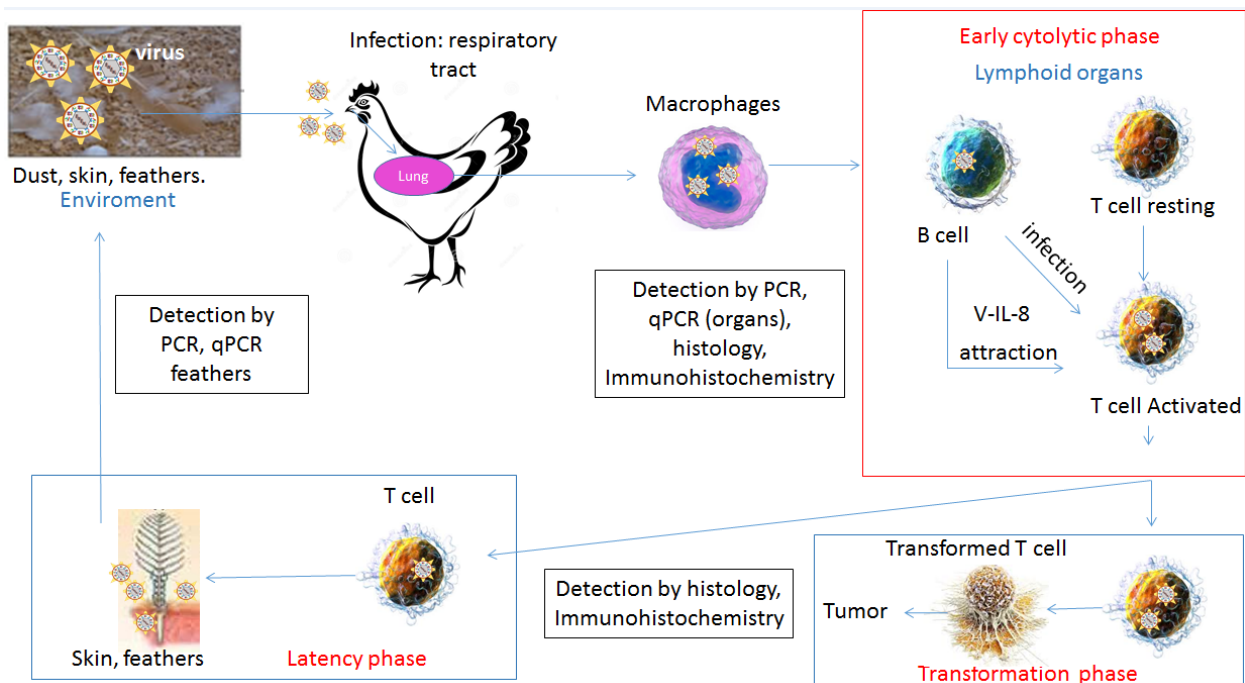 virus
Dust, skin, feathers.
Enviroment
Infection: respiratory
tract
Lung
Macrophages
Early cytolytic phase
Lymphoid organs
B cell
T cell resting
infection
V-IL-8
attraction
T cell Activated
Detection by
PCR, qPCR
feathers
Detection by PCR,
qPCR (organs),
histology,
Immunohistochemistry
T cell
Skin, feathers
Latency phase
Detection by histology,
Immunohistochemistry
Transformed T cell
Tumor
Transformation phase